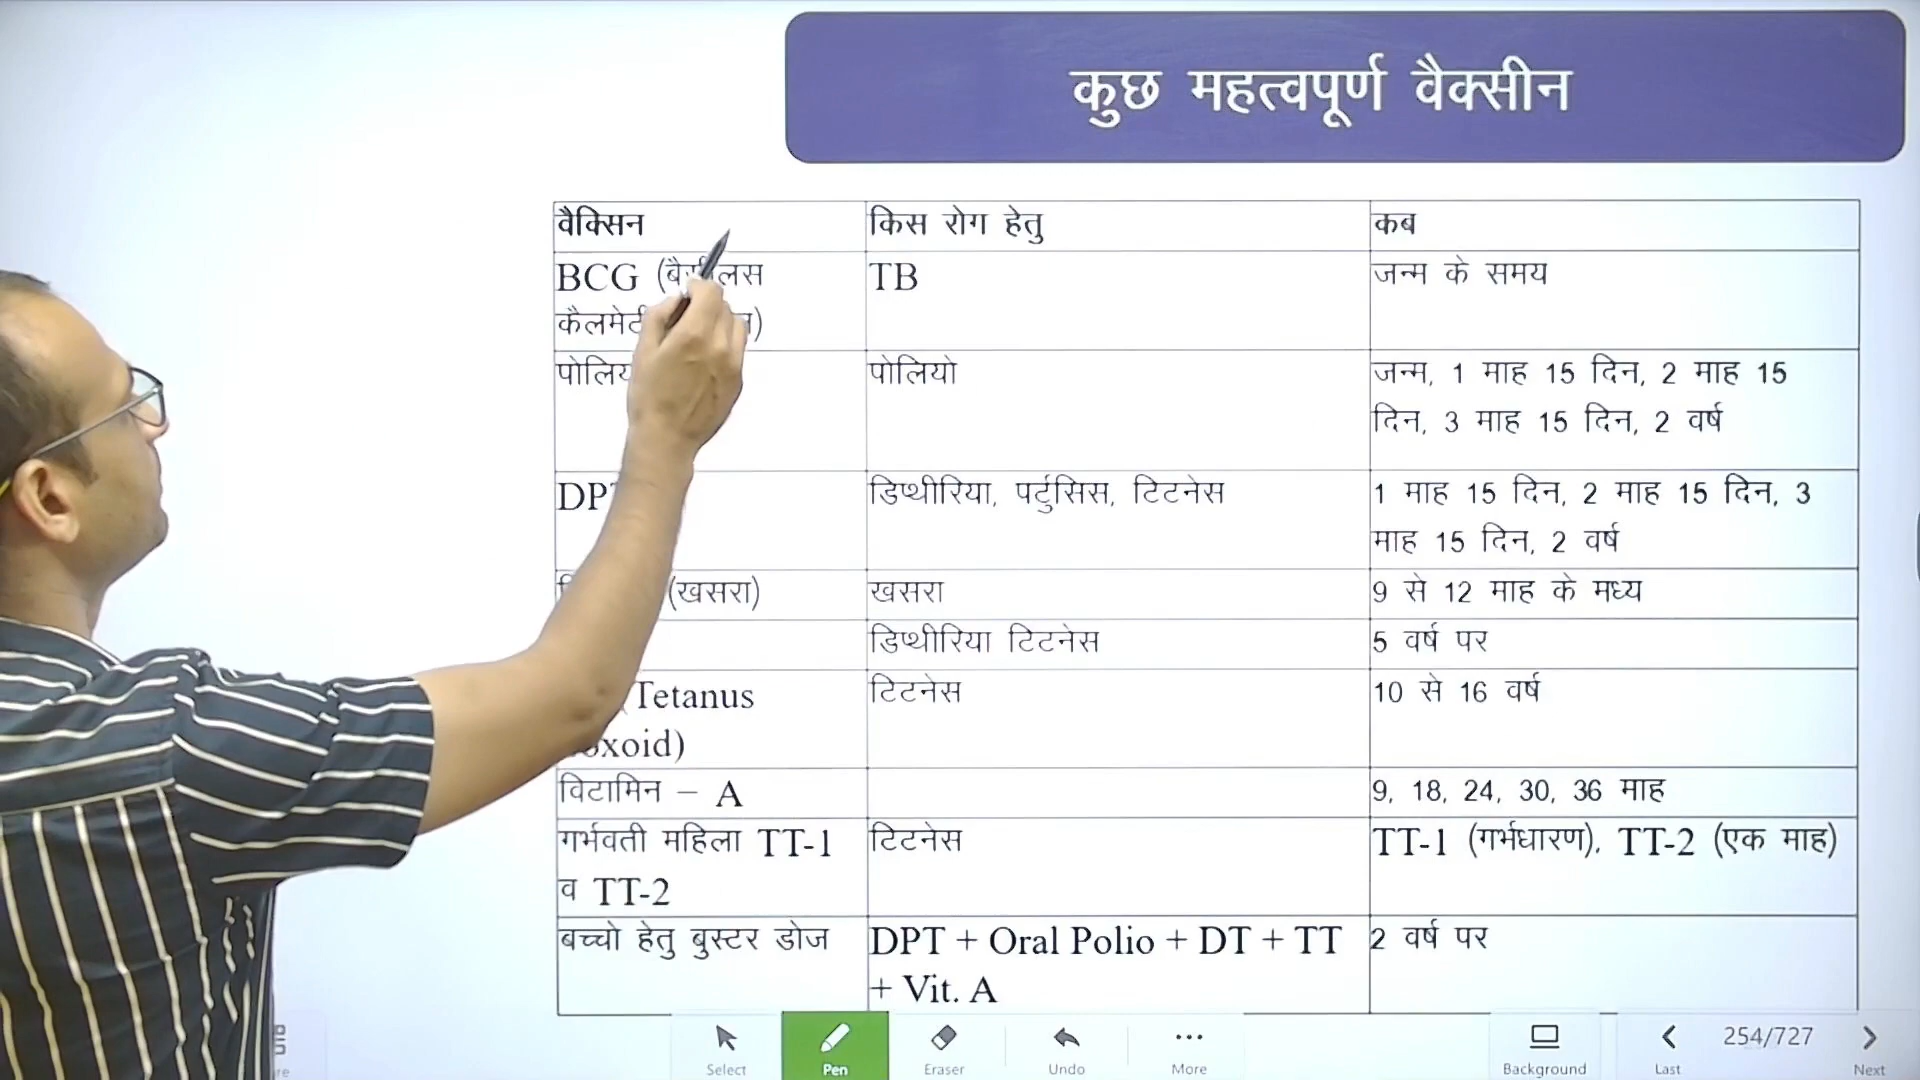 कुछ महत्वपूर्ण वैक्सीन
वैक्सिन किस रोग हेतु कब
BCG TB जन्म के समय
पोलियो जन्म, 1 माह 15 दिन, 2 माह 15
दिन, 3 माह 15 दिन, 2 वर्ष
डिप्थीरिया, पर्टुसिस, टिटनेस 1 माह 15 दिन, 2 माह 15 दिन, 3
माह 15 दिन, 2 वर्ष
(खसरा) खसरा 9 से 12 माह के मध्य
डिप्थीरिया टिटनेस 5 वर्ष पर
(Tetanus टिटनेस 10 से 16 वर्ष
विटामिन – A 9, 18, 24, 30, 36 माह
गर्भवती महिला TT-1 टिटनेस TT-1 (गर्भधारण), TT-2 (एक माह)
व TT-2
बच्चो हेतु बुस्टर डोज DPT + Oral Polio + DT + TT 2 वर्ष पर
+ Vit. A
Select Pen Eraser Undo More Background Last 254/727 Next